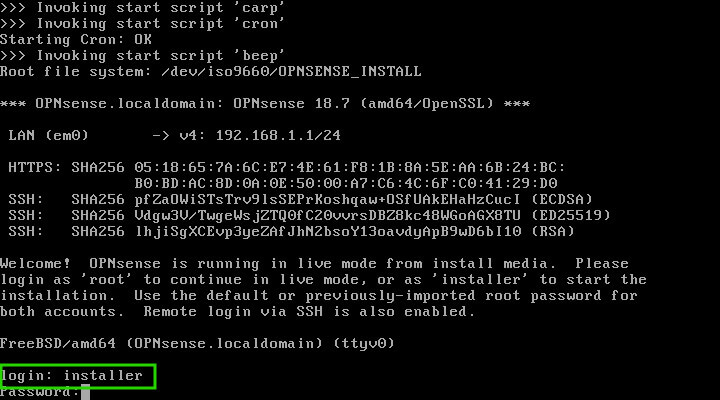 >>> Invoking start script 'carp'
>>> Invoking start script 'cron'
Starting Cron: OK
>>> Invoking start script 'beep'
Root file system: /dev/iso9660/OPNSENSE_INSTALL
*** OPNsense.localdomain: OPNsense 18.7 (amd64/OpenSSL) ***
LAN (em0)       -> v4: 192.168.1.1/24
HTTPS: SHA256 05:18:65:7A:6C:E7:4E:61:F8:1B:8A:5E:AA:6B:24:BC:
B0:BD:AC:8D:0A:0E:50:00:A7:C6:4C:6F:C0:41:29:D0
SSH:   SHA256 pfZaOWiSTsTrv9IsSEPrKoshqaw+OSfUAkEHaHzCucI (ECDSA)
SSH:   SHA256 Vdgw3V/TwgeWsjZTQ0fC20vvrsDBZ8kc48WGoAGX8TU (ED25519)
SSH:   SHA256 lhjiSgXCEvp3yeZAfJhN2bsoY13oavdyApB9wD6bI10 (RSA)
Welcome!  OPNsense is running in live mode from install media.  Please
login as 'root' to continue in live mode, or as 'installer' to start the
installation.  Use the default or previously-imported root password for
both accounts.  Remote login via SSH is also enabled.
FreeBSD/amd64 (OPNsense.localdomain) (ttyv0)
login: installer
Password: